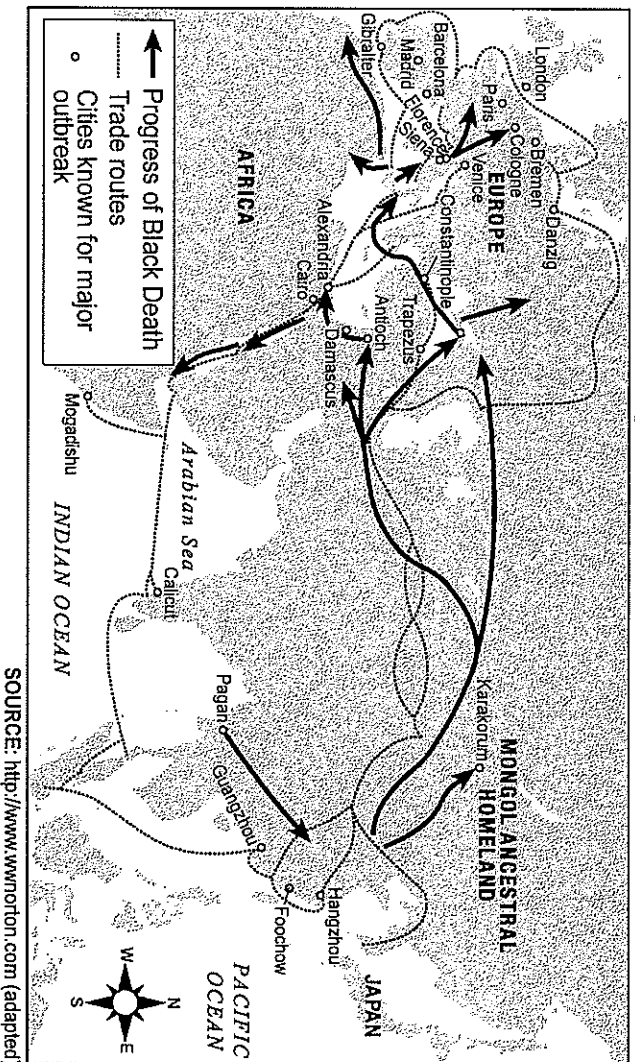 London
Bremen
Danzig
Cologne
Paris
EUROPE
Venice
Barcelona
Madrid
Florence
Siena
Gibraltar
Constantinople
Trapezus
Antioch
Damascus
Alexandria
Cairo
AFRICA
Mogadishu
Arabian Sea
Calicut
INDIAN OCEAN
MONGOL ANCESTRAL
HOMELAND
Karakorum
Pagan
Guangzhou
Hangzhou
Foochow
JAPAN
PACIFIC
OCEAN
N
W
E
S
Progress of Black Death
Trade routes
Cities known for major
outbreak
SOURCE: http://www.wwnorton.com (adapted)